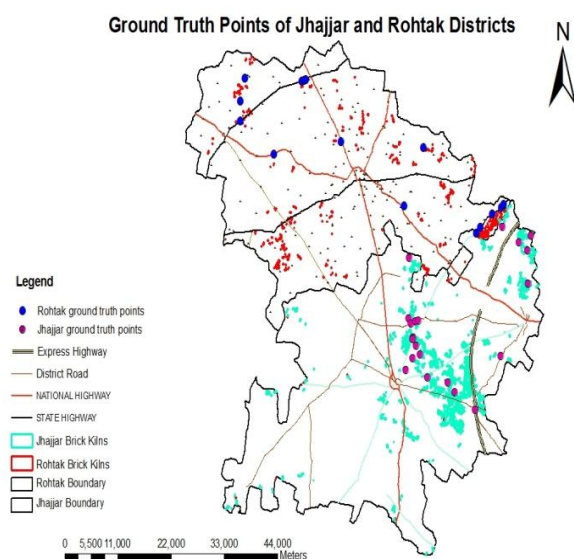 Ground Truth Points of Jhajjar and Rohtak Districts
N
Legend
Rohtak ground truth points
Jhajjar ground truth points
Express Highway
District Road
NATIONAL HIGHWAY
STATE HIGHWAY
Jhajjar Brick Kilns
Rohtak Brick Kilns
Rohtak Boundary
Jhajjar Boundary
0 5,500 11,000 22,000 33,000 44,000
Meters